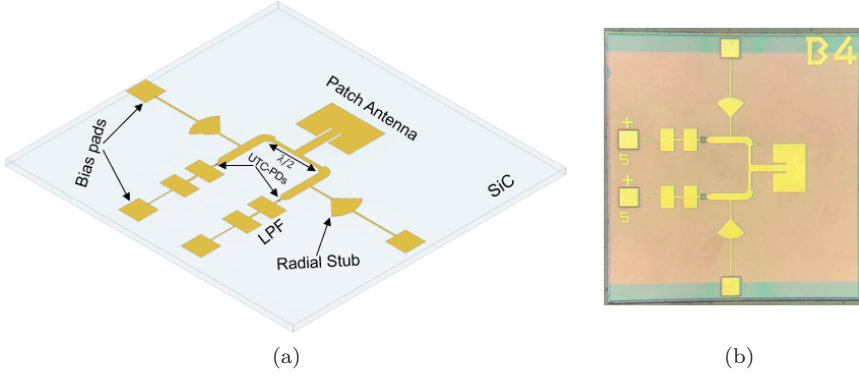 Patch Antenna
Bias pads
λ/2
UTC-PDs
SiC
LPF
Radial Stub
(a)
B4
+
5
+
5
(b)